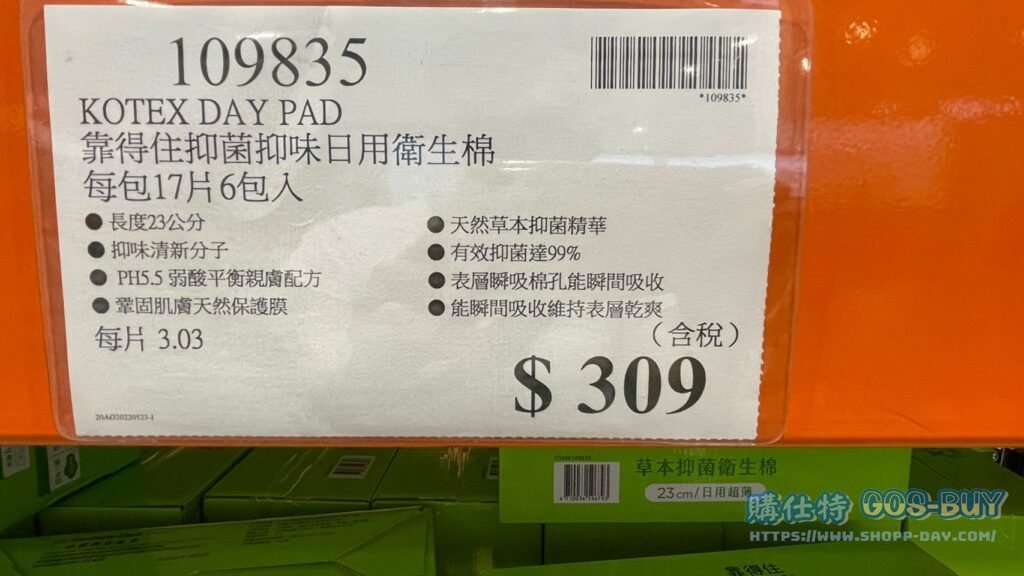 109835
*109835*
KOTEX DAY PAD
靠得住抑菌抑味日用衛生棉
每包17片6包入
● 長度23公分
● 抑味清新分子
● PH5.5 弱酸平衡親膚配方
● 鞏固肌膚天然保護膜
● 天然草本抑菌精華
● 有效抑菌達99%
● 表層瞬吸棉孔能瞬間吸收
● 能瞬間吸收維持表層乾爽
每片 3.03
（含稅）
$ 309
20AO20220523-1
ITEM#109835
草本抑菌衛生棉
23cm/日用超薄
購仕特 GOS-BUY
HTTPS://WWW.SHOPP-DAY.COM/
靠得住